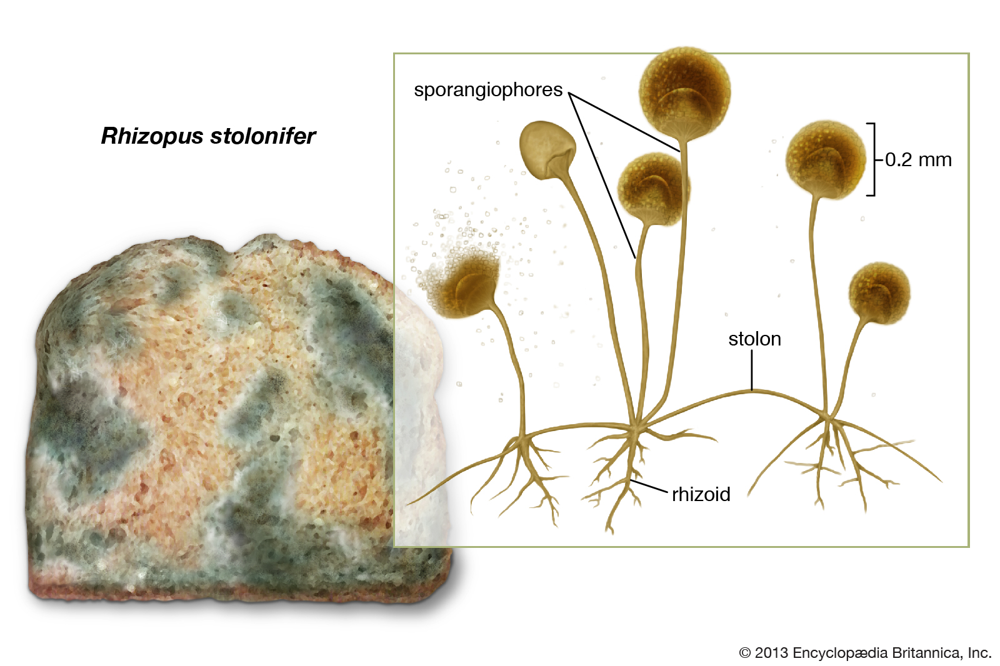 sporangiophores
Rhizopus stolonifer
0.2 mm
stolon
rhizoid
© 2013 Encyclopædia Britannica, Inc.